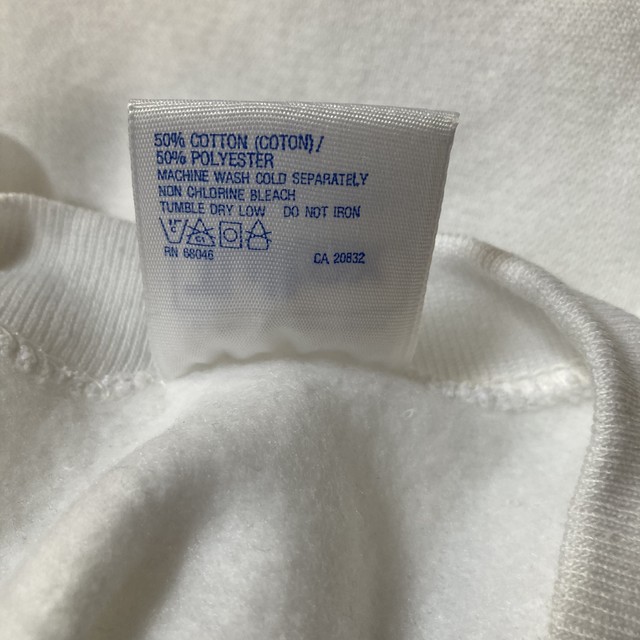 50% COTTON (COTON)/
50% POLYESTER
MACHINE WASH COLD SEPARATELY
NON CHLORINE BLEACH
TUMBLE DRY LOW DO NOT IRON
RN 68046 CA 20832